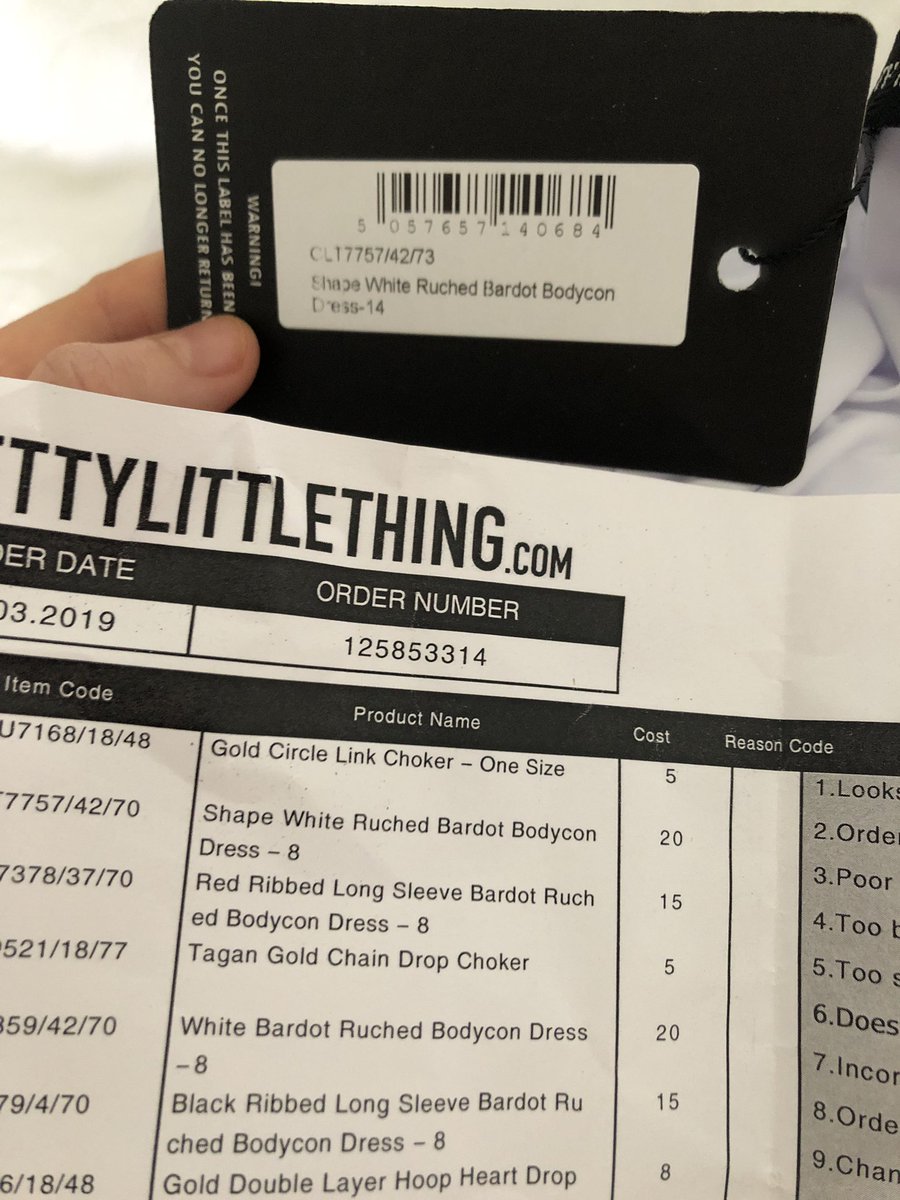 ONCE THIS LABEL HAS BEEN
YOU CAN NO LONGER RETURN
WARNING!
5 057657 140684
CL17757/42/73
Shape White Ruched Bardot Bodycon
Dress-14
TTYLITTLETHING.COM
DER DATE
ORDER NUMBER
03.2019
125853314
Item Code
Product Name
Cost
Reason Code
U7168/18/48
Gold Circle Link Choker – One Size
5
1.Looks
7757/42/70
Shape White Ruched Bardot Bodycon
Dress – 8
20
2.Order
7378/37/70
Red Ribbed Long Sleeve Bardot Ruch
ed Bodycon Dress – 8
15
3.Poor
4.Too b
521/18/77
Tagan Gold Chain Drop Choker
5
5.Too s
859/42/70
White Bardot Ruched Bodycon Dress
– 8
20
6.Does
7.Incor
79/4/70
Black Ribbed Long Sleeve Bardot Ru
ched Bodycon Dress – 8
15
8.Orde
6/18/48
Gold Double Layer Hoop Heart Drop
8
9.Chan